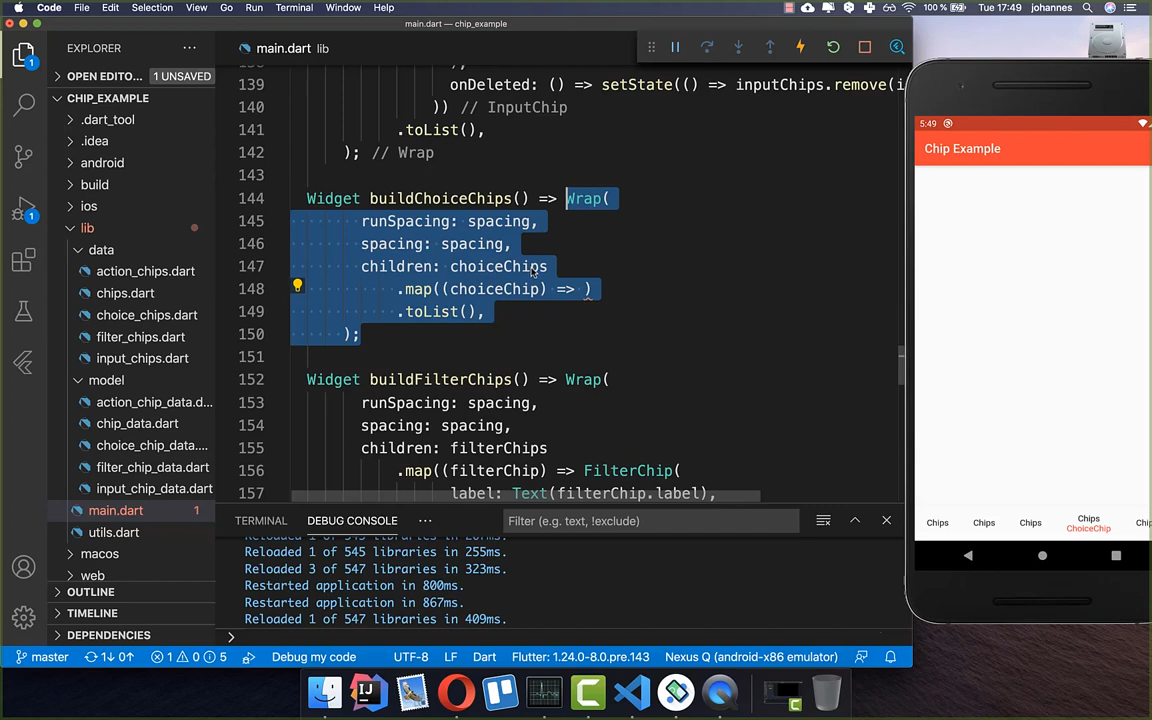 Code File Edit Selection View Go Run Terminal Window Help 100 % Tue 17:49 johannes
main.dart — chip_example
EXPLORER
main.dart lib
OPEN EDITO... 1 UNSAVED
CHIP_EXAMPLE
.dart_tool
.idea
android
build
ios
lib
data
action_chips.dart
chips.dart
choice_chips.dart
filter_chips.dart
input_chips.dart
model
action_chip_data.d...
chip_data.dart
choice_chip_data....
filter_chip_data.dart
input_chip_data.dart
main.dart 1
utils.dart
macos
web
OUTLINE
TIMELINE
DEPENDENCIES
139 onDeleted: () => setState(() => inputChips.remove(i
140 )) // InputChip
141 .toList(),
142 ); // Wrap
143
144 Widget buildChoiceChips() => Wrap(
145 runSpacing: spacing,
146 spacing: spacing,
147 children: choiceChips
148 .map((choiceChip) => )
149 .toList(),
150 );
151
152 Widget buildFilterChips() => Wrap(
153 runSpacing: spacing,
154 spacing: spacing,
155 children: filterChips
156 .map((filterChip) => FilterChip(
157 label: Text(filterChip.label),
TERMINAL DEBUG CONSOLE Filter (e.g. text, !exclude)
Reloaded 1 of 545 libraries in 255ms.
Reloaded 3 of 547 libraries in 323ms.
Restarted application in 800ms.
Restarted application in 867ms.
Reloaded 1 of 547 libraries in 409ms.
master 1↓ 0↑ 1 0 5 Debug my code UTF-8 LF Dart Flutter: 1.24.0-8.0.pre.143 Nexus Q (android-x86 emulator)
5:49
Chip Example
Chips Chips Chips Chips Chip
ChoiceChip